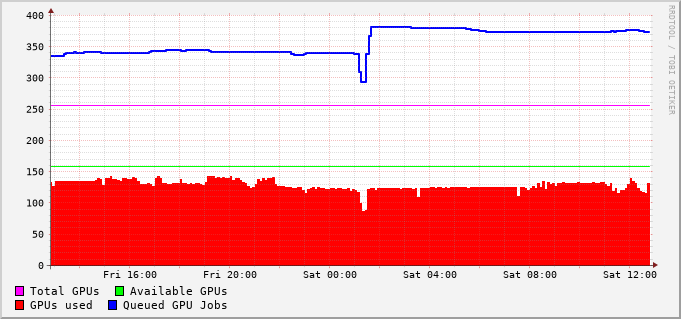 400
350
300
250
200
150
100
50
0
Fri 16:00 Fri 20:00 Sat 00:00 Sat 04:00 Sat 08:00 Sat 12:00
Total GPUs Available GPUs
GPUs used Queued GPU Jobs
RRDTOOL / TOBI OETIKER